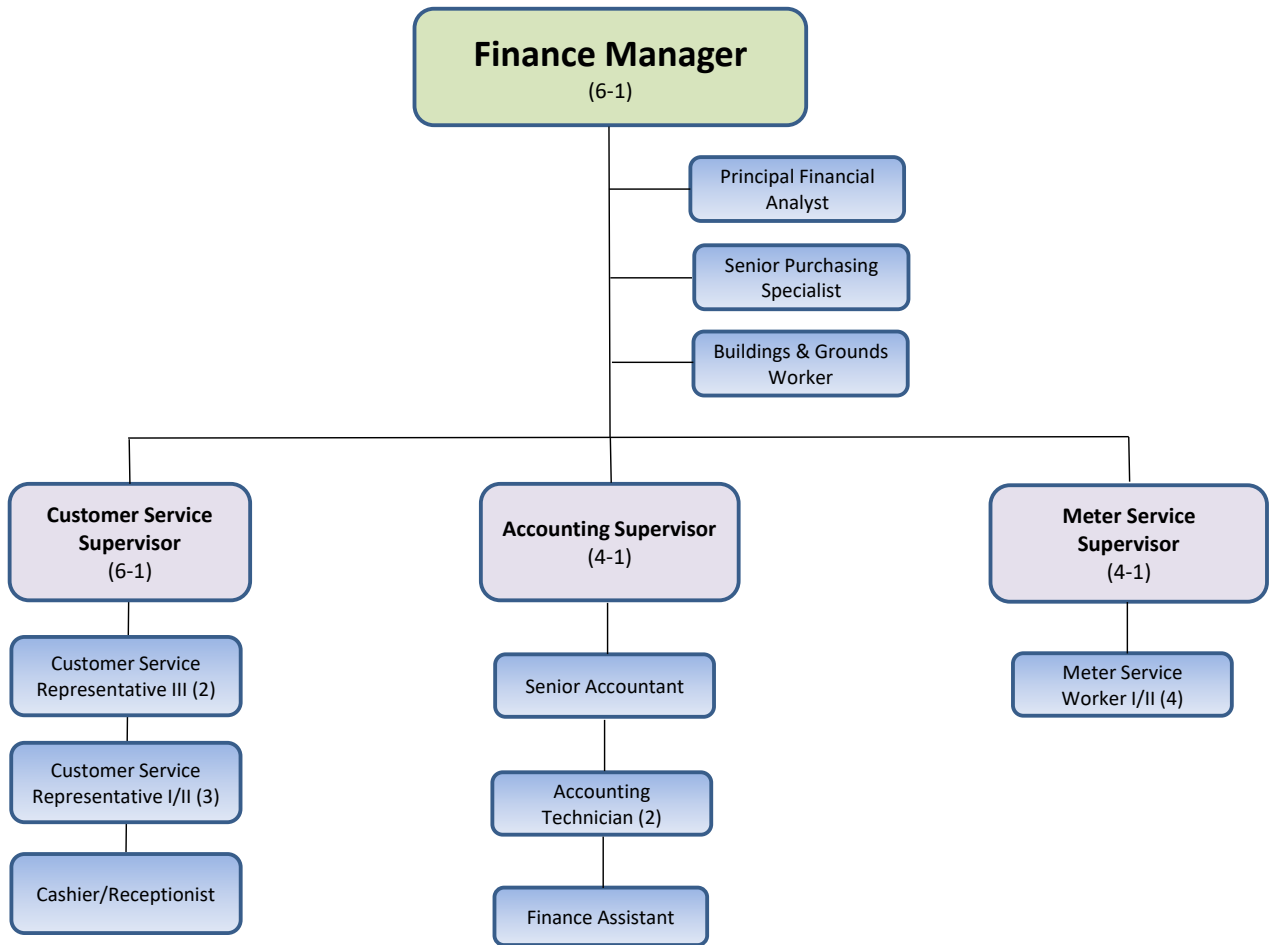 Finance Manager
(6-1)
Principal Financial
Analyst
Senior Purchasing
Specialist
Buildings & Grounds
Worker
Customer Service
Supervisor
(6-1)
Customer Service
Representative III (2)
Customer Service
Representative I/II (3)
Cashier/Receptionist
Accounting Supervisor
(4-1)
Senior Accountant
Accounting
Technician (2)
Finance Assistant
Meter Service
Supervisor
(4-1)
Meter Service
Worker I/II (4)